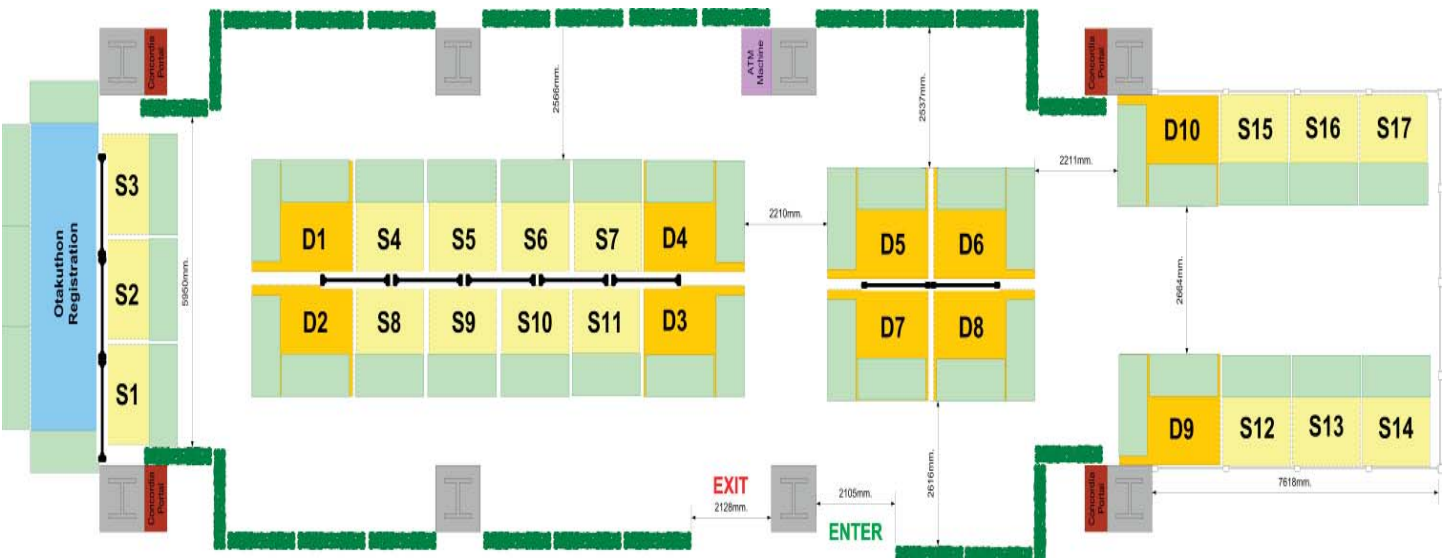 Concordia
Portal
ATM
Machine
Concordia
Portal
2566mm.
2537mm.
D10
S15
S16
S17
S3
2211mm.
Otakuthon
Registration
S2
5950mm.
D1
S4
S5
S6
S7
D4
2210mm.
D5
D6
2664mm.
D2
S8
S9
S10
S11
D3
D7
D8
S1
D9
S12
S13
S14
2616mm.
Concordia
Portal
EXIT
2128mm.
2105mm.
ENTER
Concordia
Portal
7618mm.